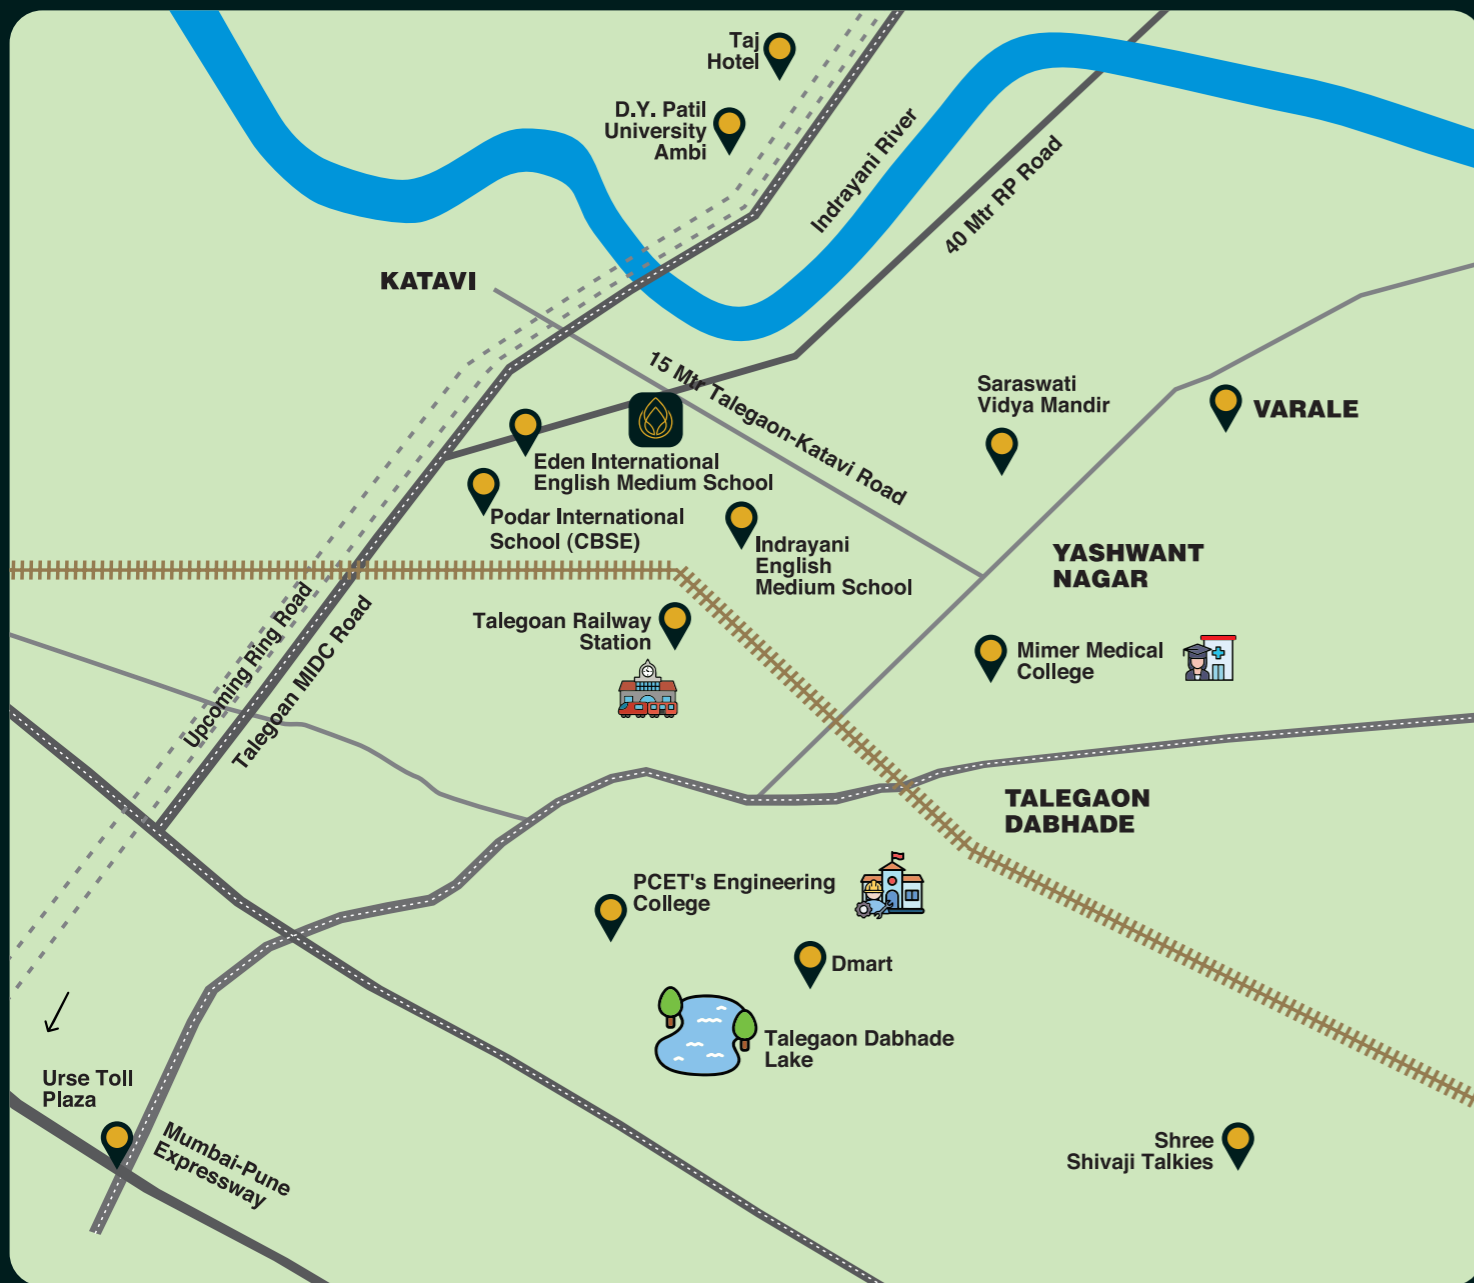 Taj
Hotel
D.Y. Patil
University
Ambi
Indrayani River
40 Mtr RP Road
KATAVI
15 Mtr Talegaon-Katavi Road
Saraswati
Vidya Mandir
VARALE
Eden International
English Medium School
Podar International
School (CBSE)
Indrayani
English
Medium School
YASHWANT
NAGAR
Upcoming Ring Road
Talegoan MIDC Road
Talegoan Railway
Station
Mimer Medical
College
TALEGAON
DABHADE
PCET's Engineering
College
Dmart
Talegaon Dabhade
Lake
Urse Toll
Plaza
Mumbai-Pune
Expressway
Shree
Shivaji Talkies